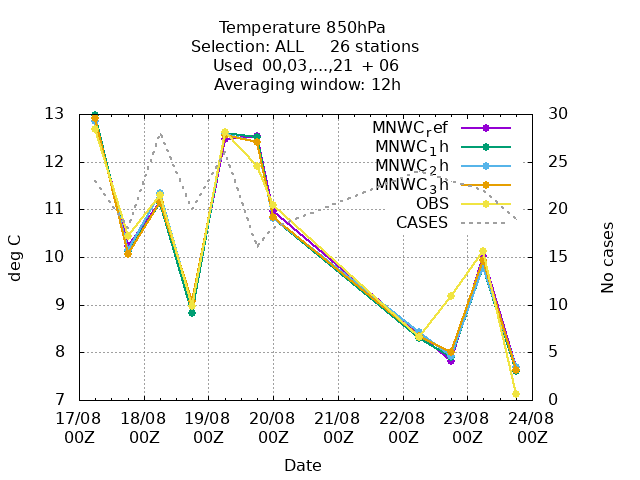 Temperature 850hPa
Selection: ALL     26 stations
Used  00,03,...,21  + 06
Averaging window: 12h
MNWC_ref
MNWC_1h
MNWC_2h
MNWC_3h
OBS
CASES
13
12
11
10
9
8
7
deg C
30
25
20
15
10
5
0
No cases
17/08 18/08 19/08 20/08 21/08 22/08 23/08 24/08
00Z 00Z 00Z 00Z 00Z 00Z 00Z 00Z
Date